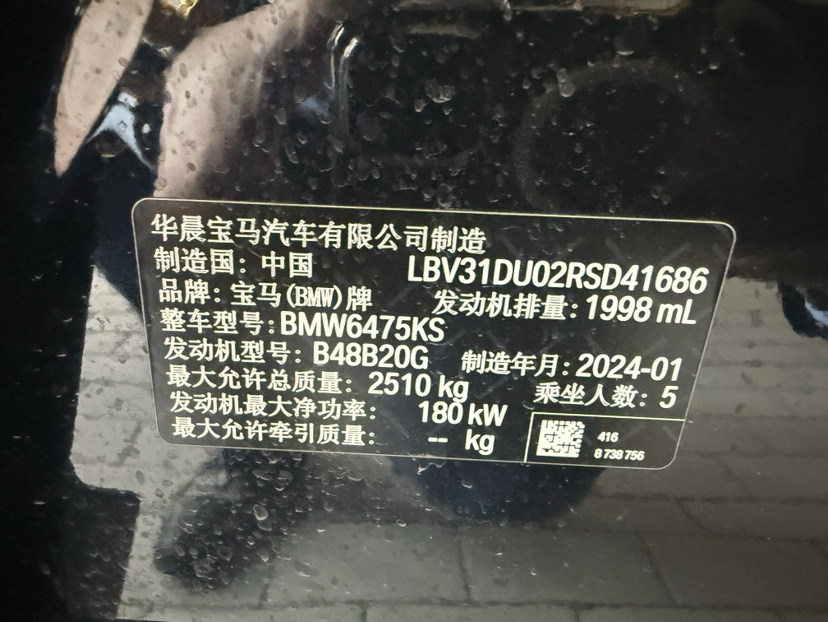 华晨宝马汽车有限公司制造
制造国：中国 LBV31DU02RSD41686
品牌：宝马(BMW)牌 发动机排量：1998 mL
整车型号：BMW6475KS
发动机型号：B48B20G 制造年月：2024-01
最大允许总质量：2510 kg 乘坐人数：5
发动机最大净功率：180 kW
最大允许牵引质量：-- kg
416
8 738 756